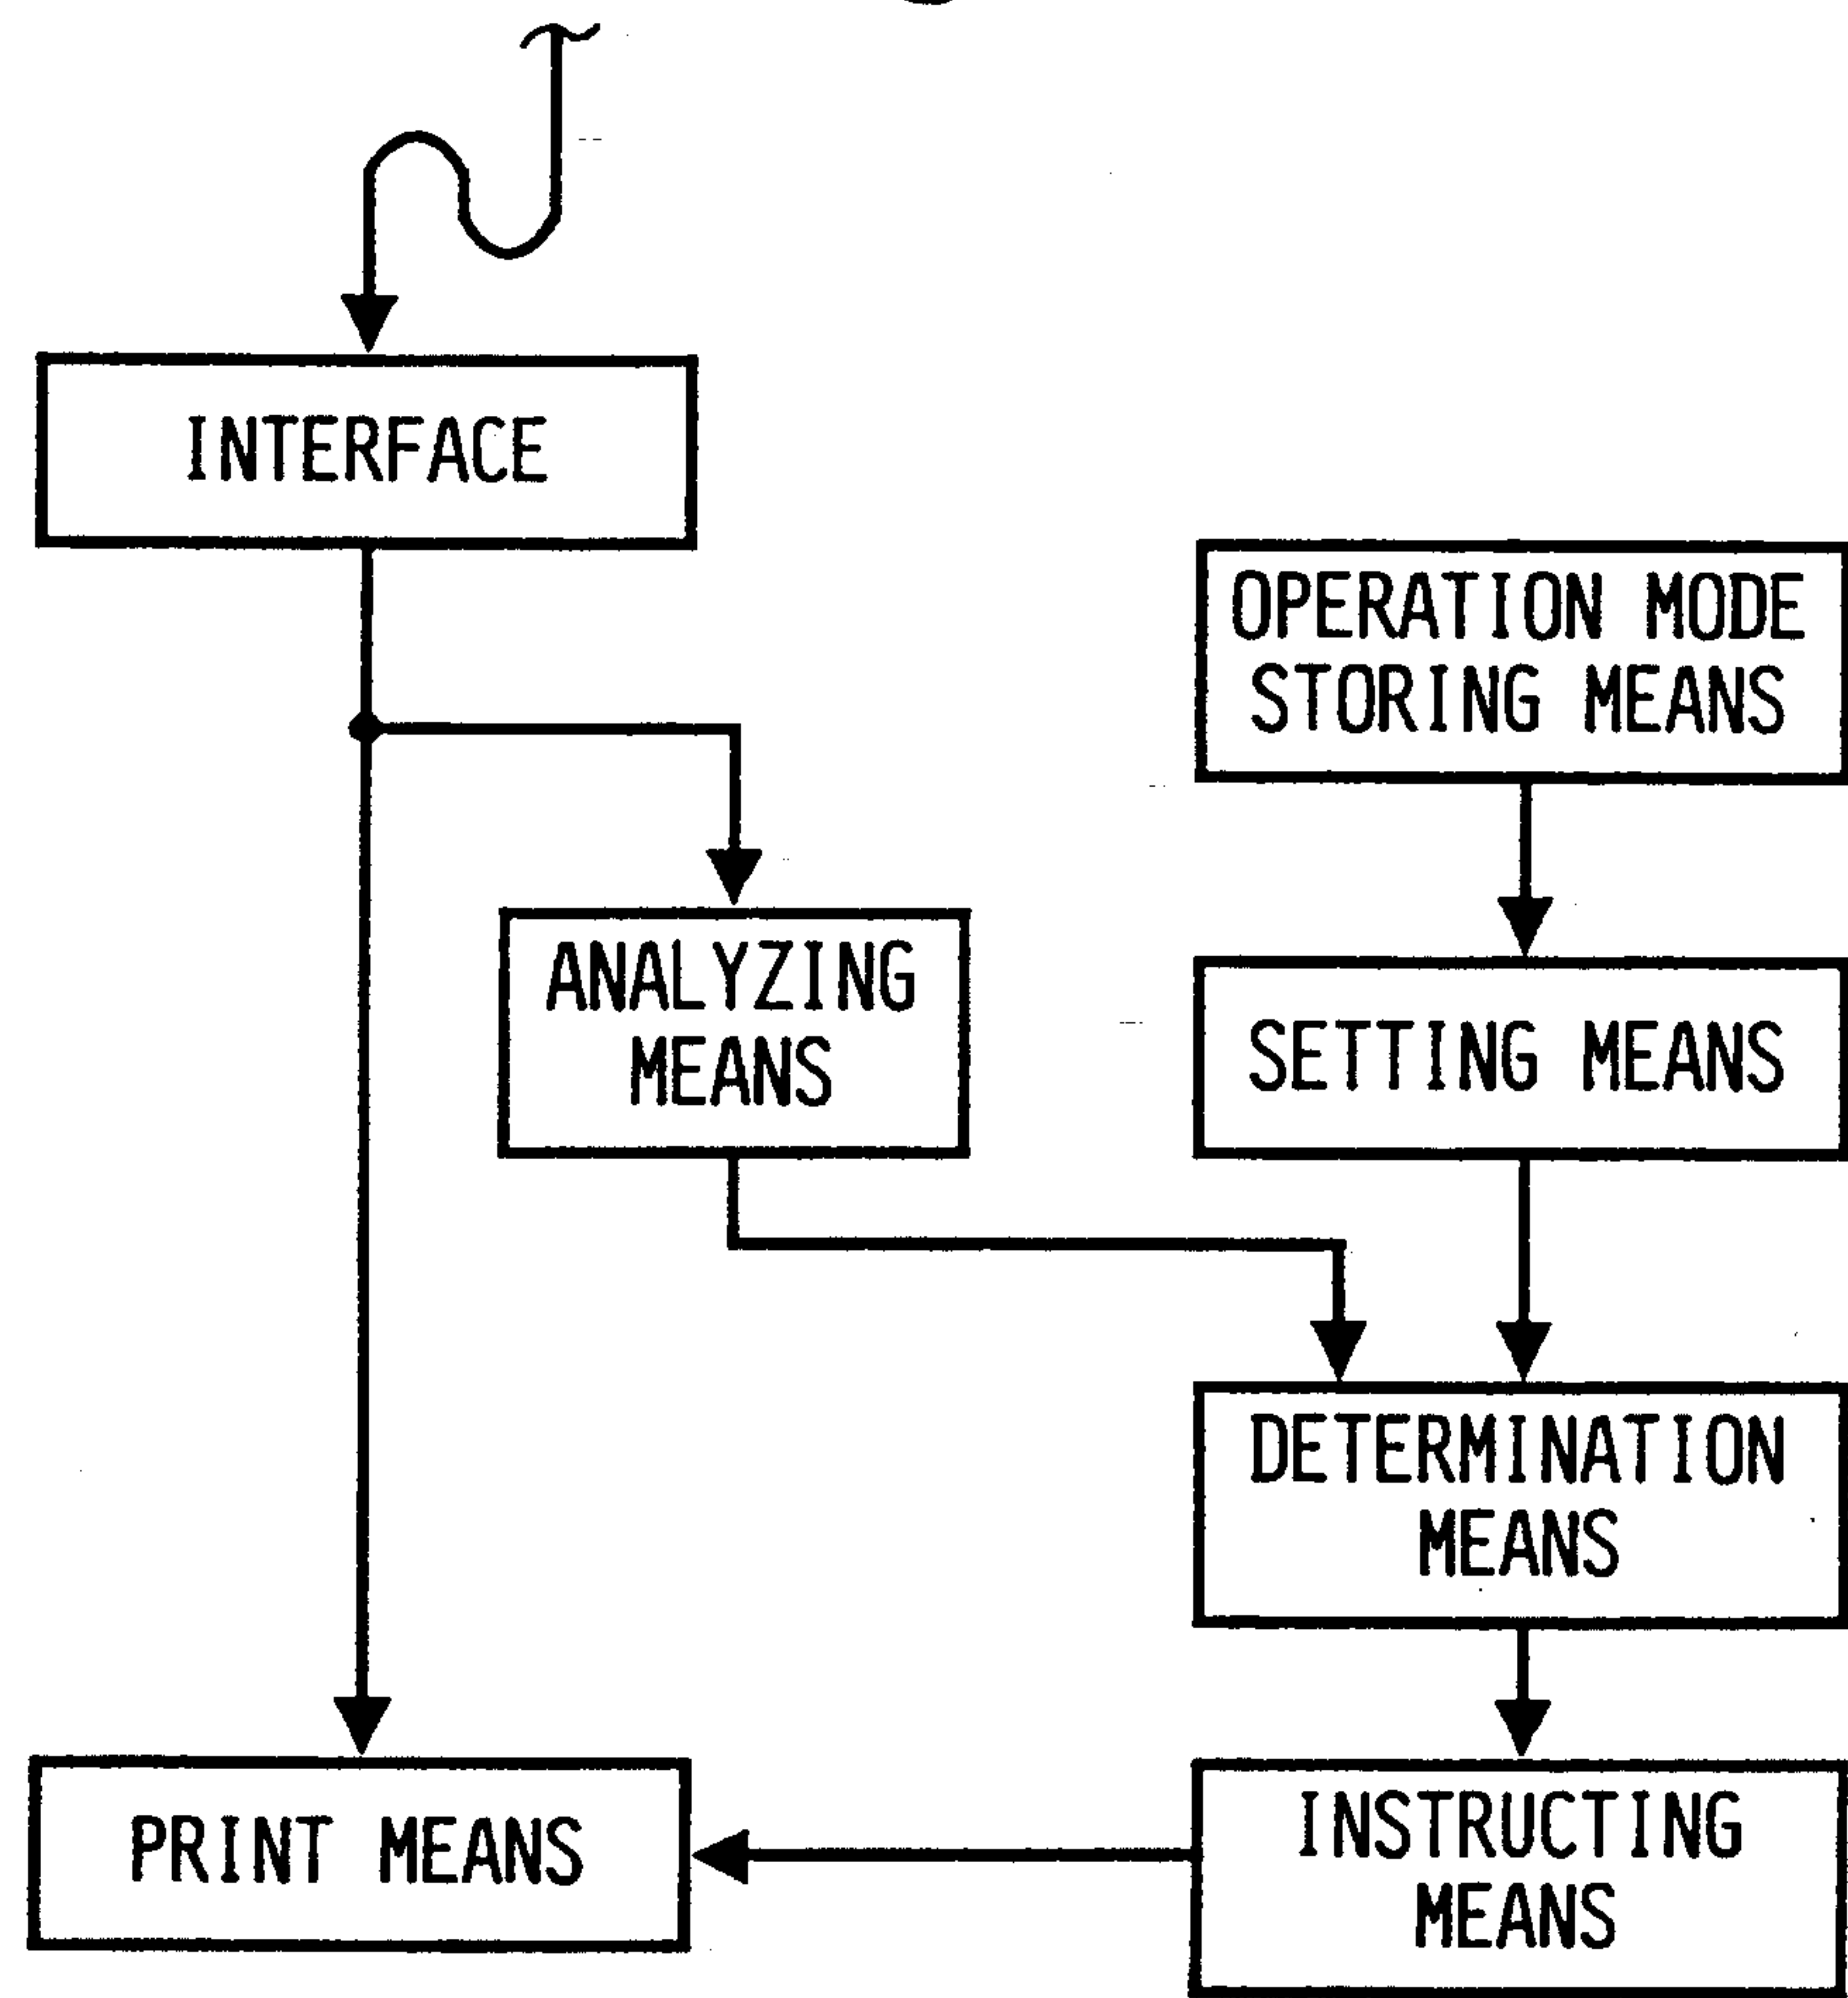 INTERFACE
OPERATION MODE
STORING MEANS
ANALYZING
MEANS
SETTING MEANS
DETERMINATION
MEANS
PRINT MEANS
INSTRUCTING
MEANS